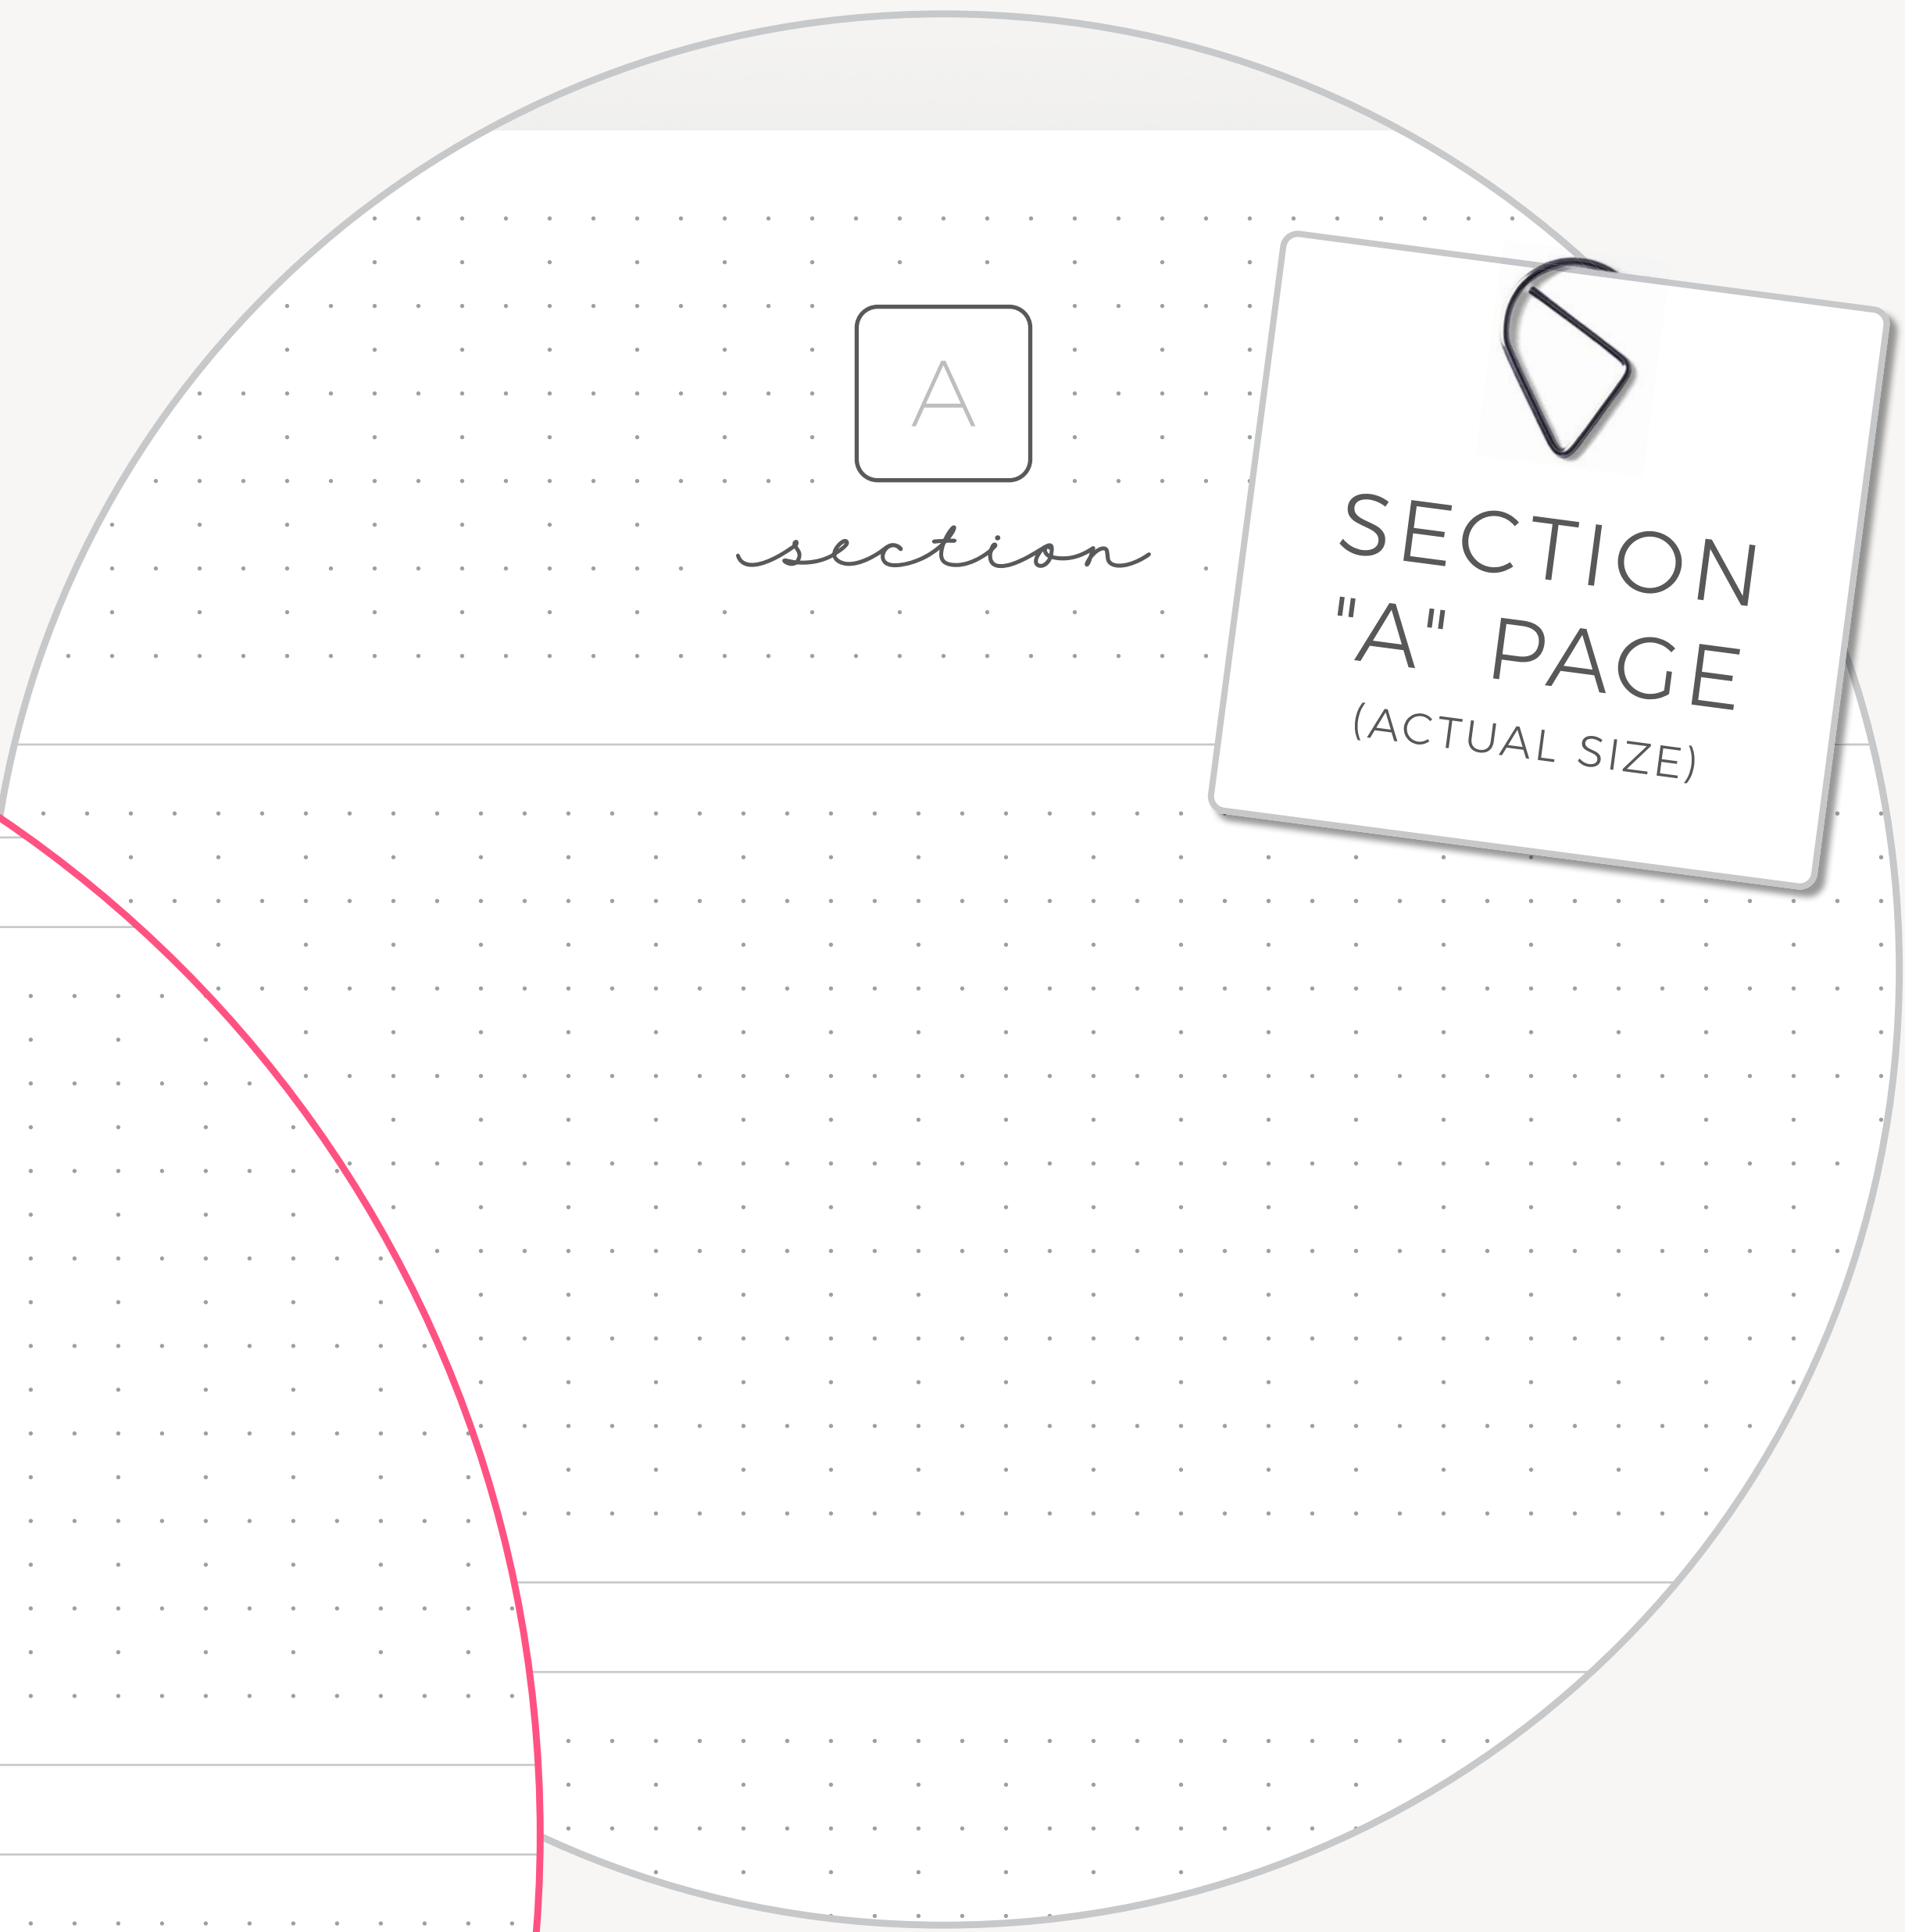 A
section
SECTION
"A" PAGE
(ACTUAL SIZE)